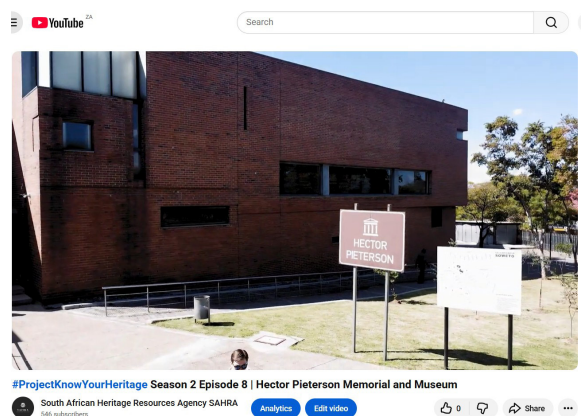 YouTube ZA
Search
HECTOR
PIETERSON
SOWETO
#ProjectKnowYourHeritage Season 2 Episode 8 | Hector Pieterson Memorial and Museum
South African Heritage Resources Agency SAHRA
546 subscribers
Analytics
Edit video
0
Share